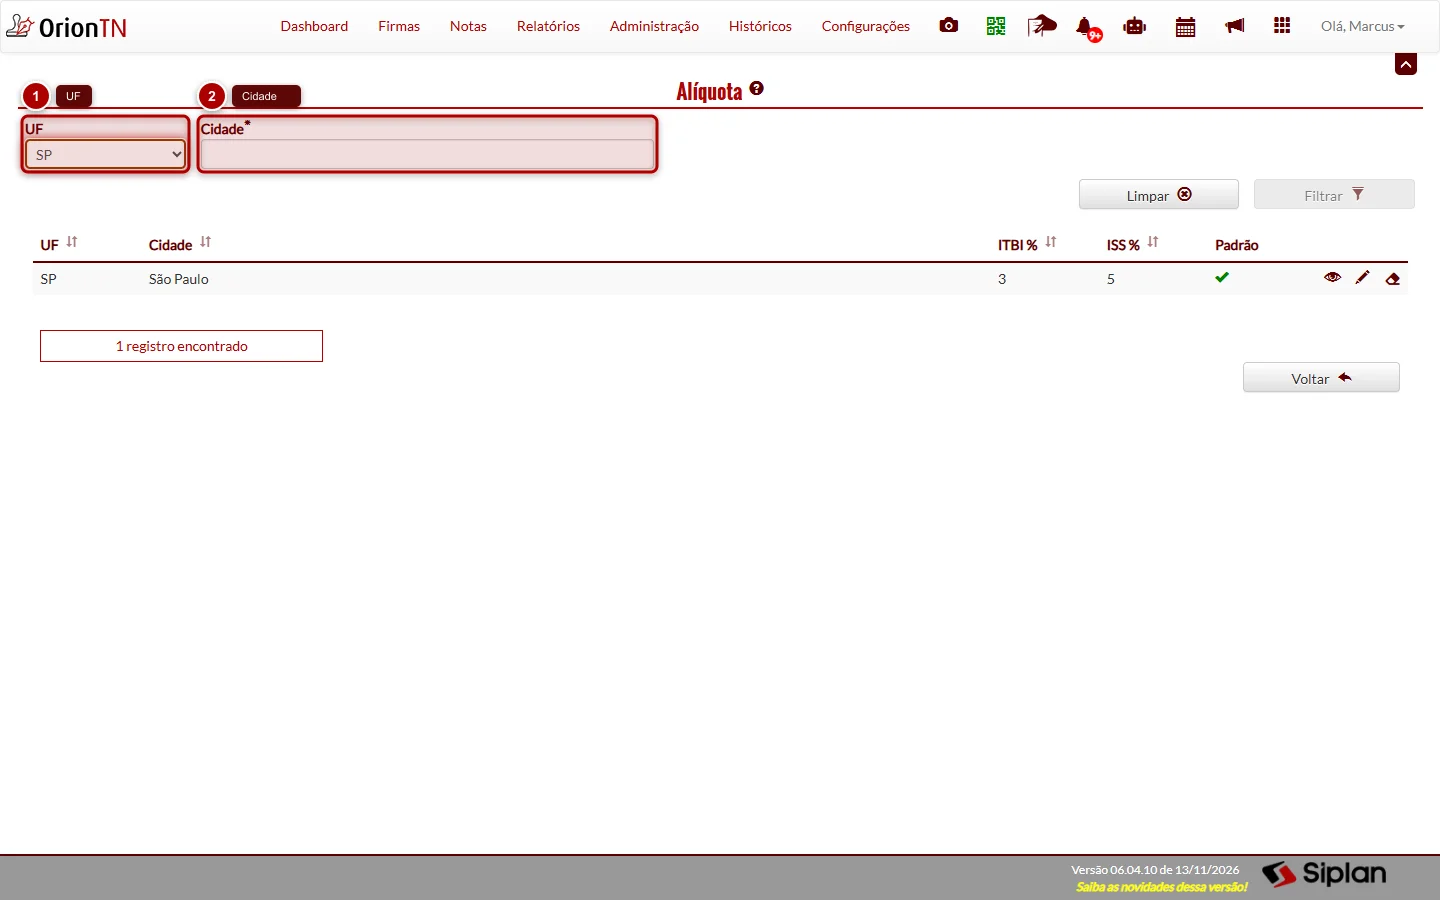 OrionTN
Dashboard Firmas Notas Relatórios Administração Históricos Configurações 9+ Olá, Marcus
1 UF 2 Cidade Alíquota ?
UF Cidade*
SP
Limpar Filtrar
UF Cidade ITBI % ISS % Padrão
SP São Paulo 3 5
1 registro encontrado
Voltar
Versão 06.04.10 de 13/11/2026
Saiba as novidades dessa versão!
Siplan